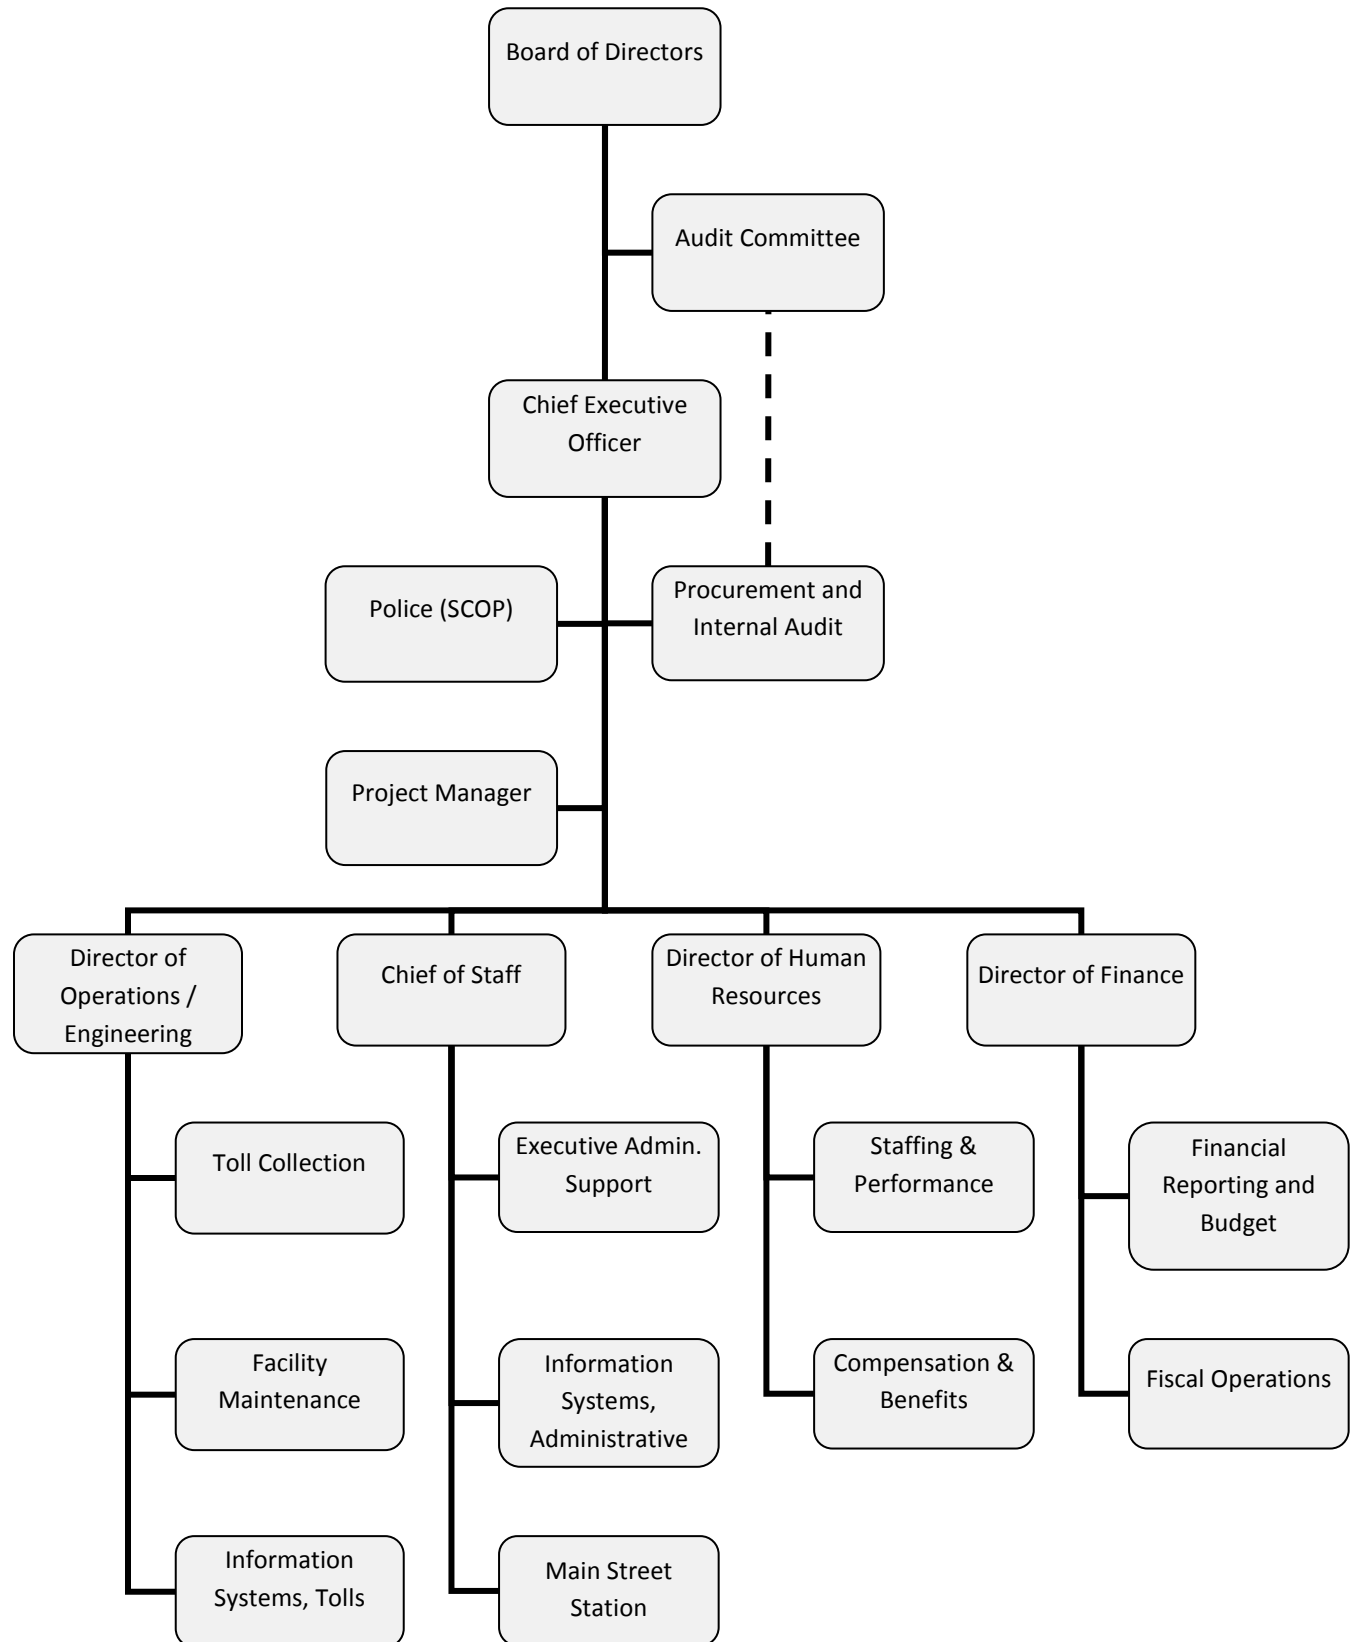 Board of Directors
Audit Committee
Chief Executive
Officer
Police (SCOP)
Procurement and
Internal Audit
Project Manager
Director of
Operations /
Engineering
Chief of Staff
Director of Human
Resources
Director of Finance
Toll Collection
Executive Admin.
Support
Staffing &
Performance
Financial
Reporting and
Budget
Facility
Maintenance
Information
Systems,
Administrative
Compensation &
Benefits
Fiscal Operations
Information
Systems, Tolls
Main Street
Station